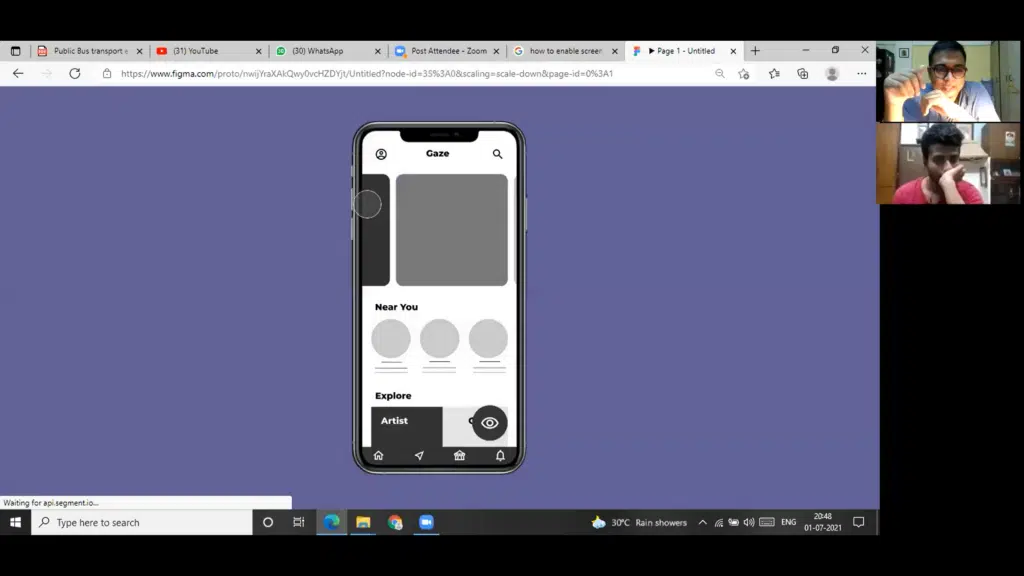 Public Bus transport s
(31) YouTube
(30) WhatsApp
Post Attendee - Zoom
how to enable screen
Page 1 - Untitled
https://www.figma.com/proto/nwijYraXAkQwy0vcHZDYjt/Untitled?node-id=35%3A0&scaling=scale-down&page-id=0%3A1
Gaze
Near You
Explore
Artist
Waiting for api.segment.io...
Type here to search
30°C Rain showers
ENG
20:48
01-07-2021